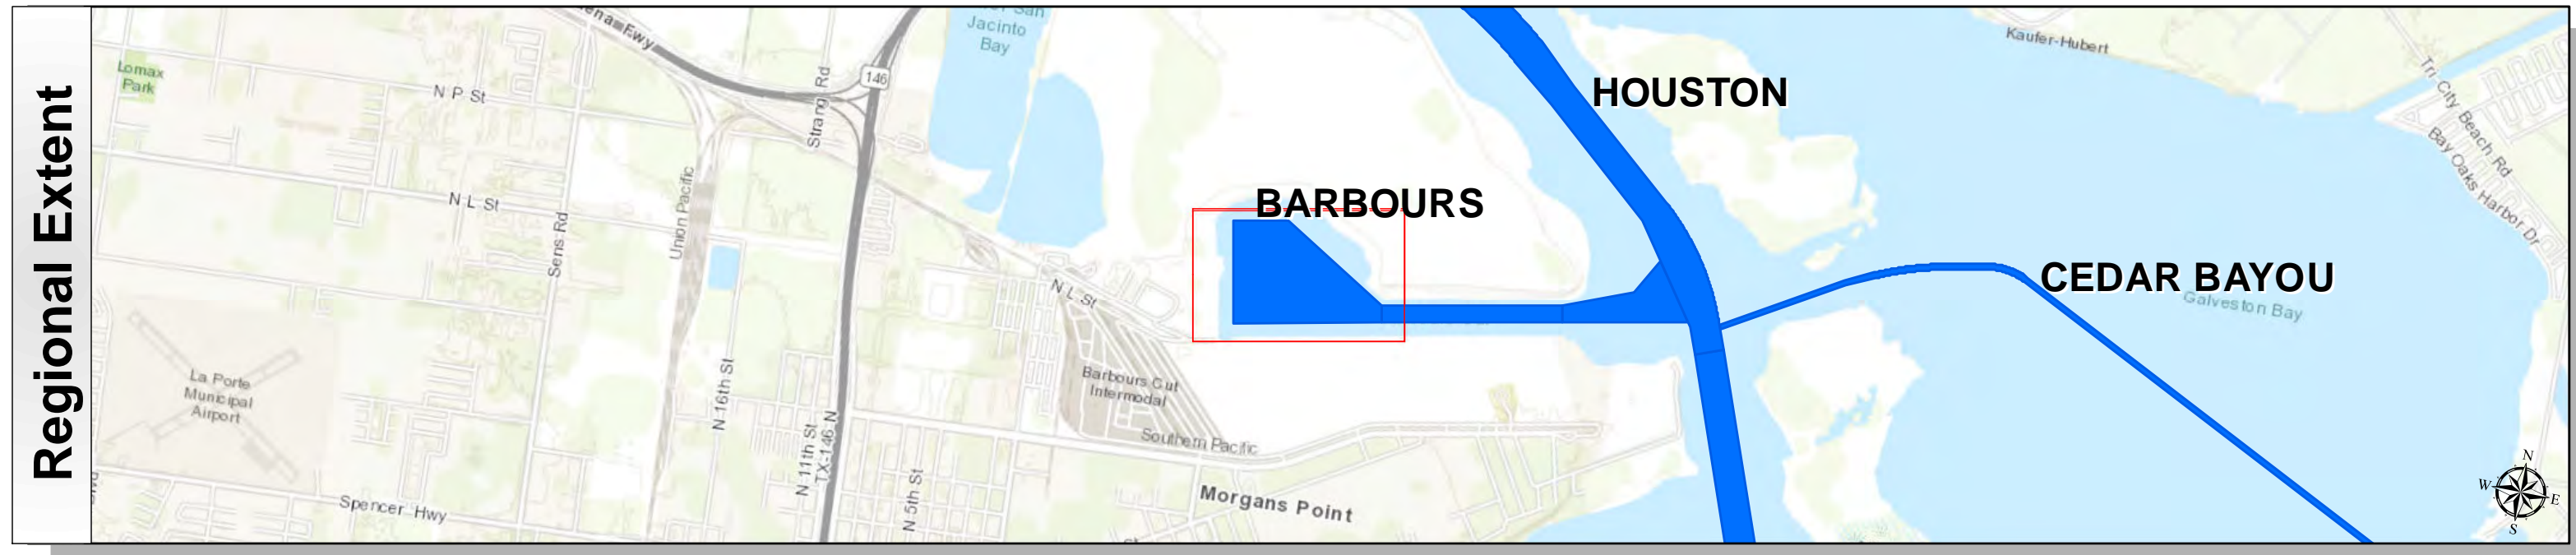 Regional Extent
Lomax
Park
N P St
Strang Rd
146
San
Jacinto
Bay
HOUSTON
Kaufer-Hubert
Tri City Beach Rd
Bay Oaks Harbor Dr
N L St
Sens Rd
Union Pacific
BARBOURS
CEDAR BAYOU
Galveston Bay
N L St
La Porte
Municipal
Airport
N 16th St
Barbours Cut
Intermodal
Southern Pacific
N 11th St
TX-146 N
N 5th St
Spencer Hwy
Morgans Point
N
W
E
S